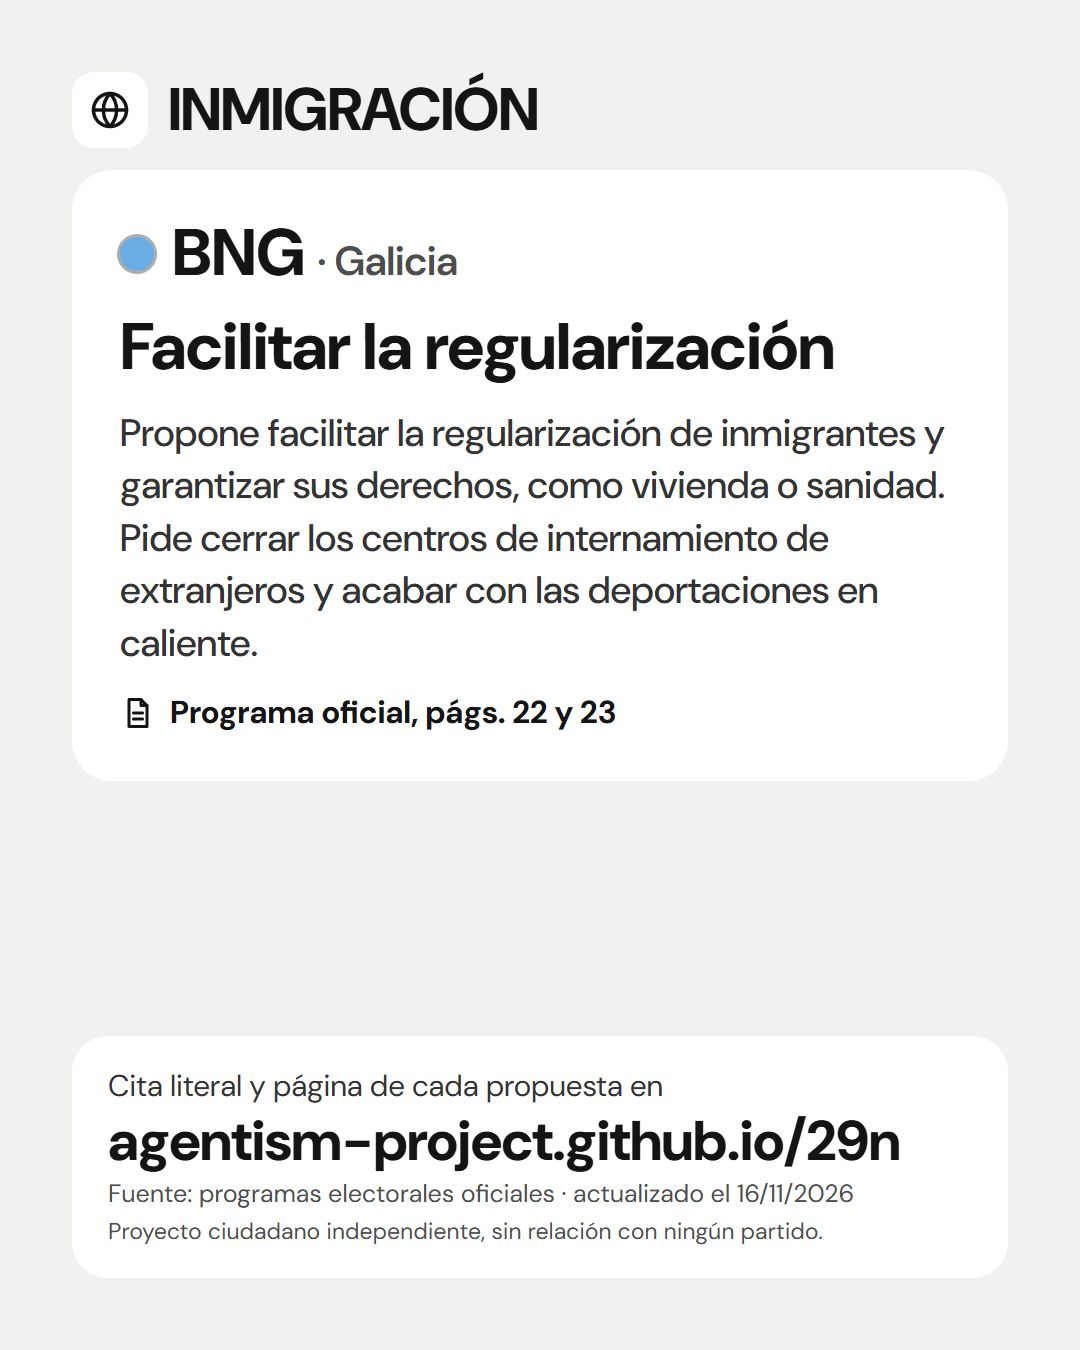 INMIGRACIÓN
BNG · Galicia
Facilitar la regularización
Propone facilitar la regularización de inmigrantes y
garantizar sus derechos, como vivienda o sanidad.
Pide cerrar los centros de internamiento de
extranjeros y acabar con las deportaciones en
caliente.
Programa oficial, págs. 22 y 23
Cita literal y página de cada propuesta en
agentism-project.github.io/29n
Fuente: programas electorales oficiales · actualizado el 16/11/2026
Proyecto ciudadano independiente, sin relación con ningún partido.